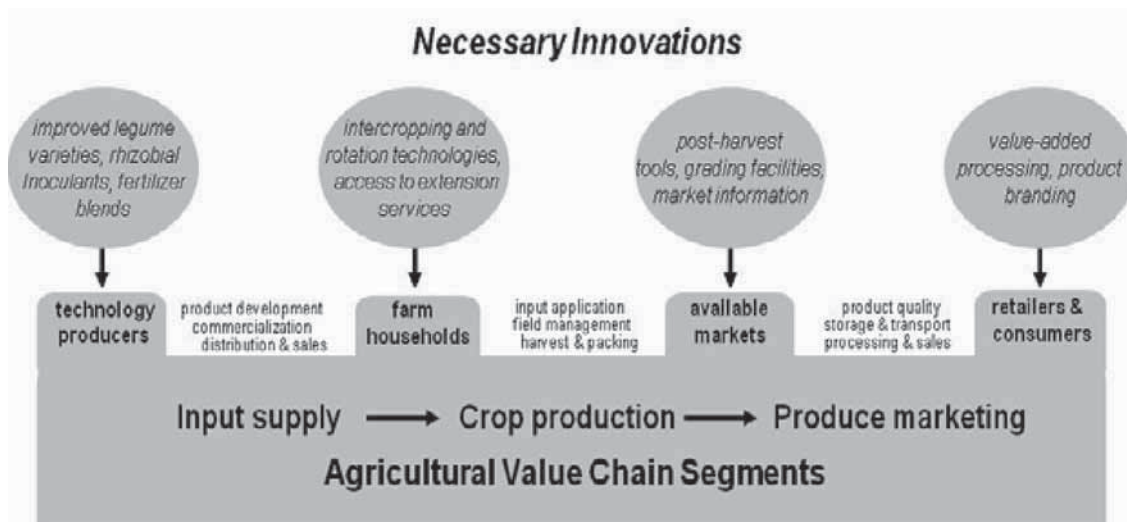 Necessary Innovations
improved legume
varieties, rhizobial
Inoculants, fertilizer
blends
intercropping and
rotation technologies,
access to extension
services
post-harvest
tools, grading facilities,
market information
value-added
processing, product
branding
technology
producers
product development
commercialization
distribution & sales
farm
households
input application
field management
harvest & packing
available
markets
product quality
storage & transport
processing & sales
retailers &
consumers
Input supply
Crop production
Produce marketing
Agricultural Value Chain Segments